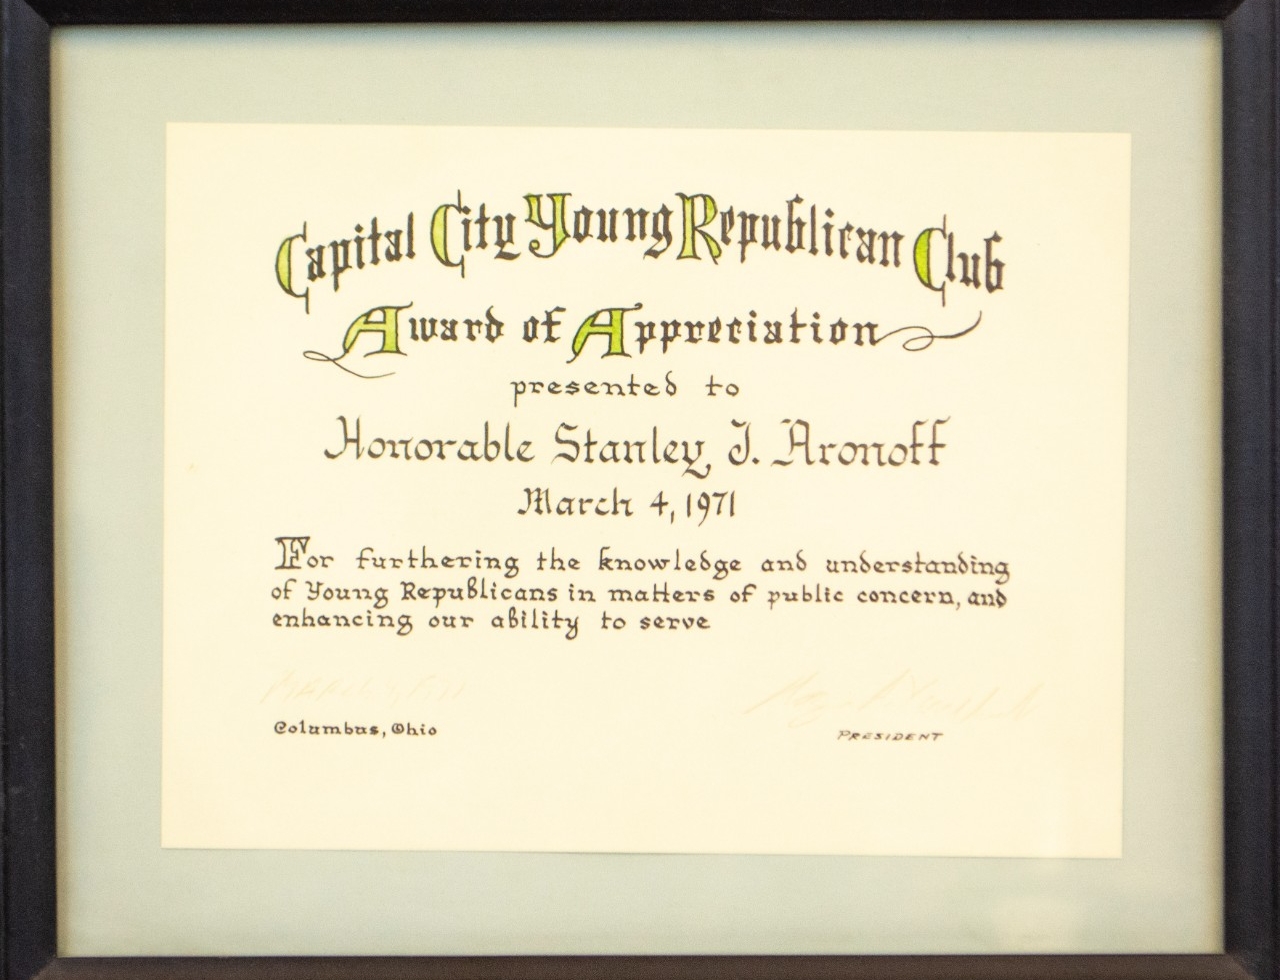 Capital City Young Republican Club
Award of Appreciation
presented to
Honorable Stanley J. Aronoff
March 4, 1971
For furthering the knowledge and understanding
of Young Republicans in matters of public concern, and
enhancing our ability to serve
Columbus, Ohio
PRESIDENT